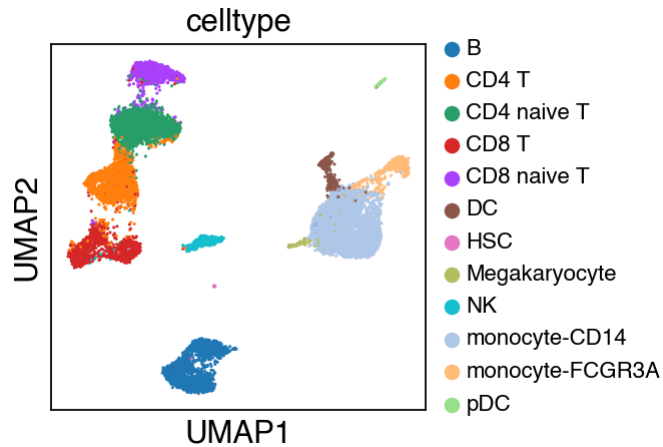 celltype
UMAP2
UMAP1
B
CD4 T
CD4 naive T
CD8 T
CD8 naive T
DC
HSC
Megakaryocyte
NK
monocyte-CD14
monocyte-FCGR3A
pDC